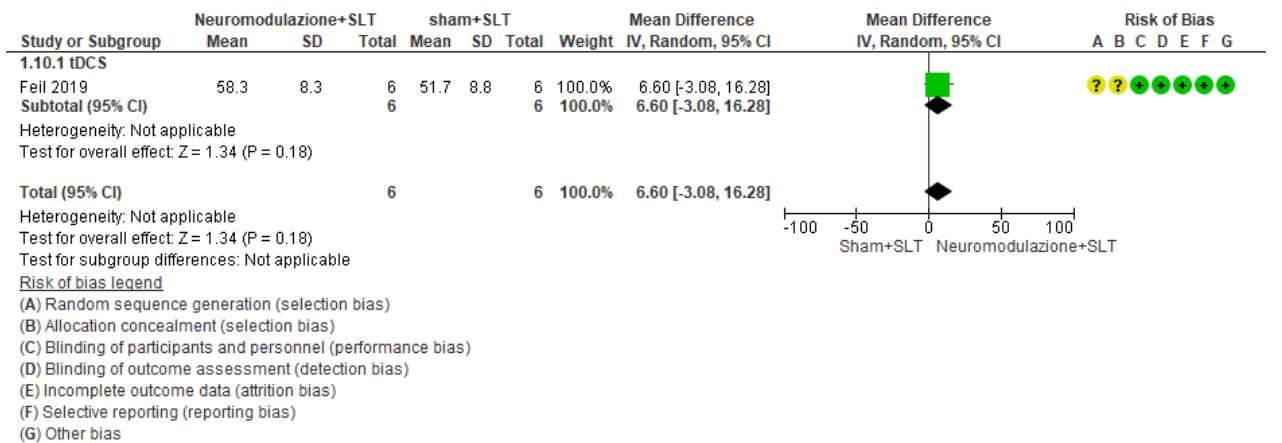 Neuromodulazione+SLT sham+SLT Mean Difference Mean Difference Risk of Bias
Study or Subgroup Mean SD Total Mean SD Total Weight IV, Random, 95% CI IV, Random, 95% CI A B C D E F G
1.10.1 tDCS
Feil 2019 58.3 8.3 6 51.7 8.8 6 100.0% 6.60 [-3.08, 16.28] ? ? + + + + +
Subtotal (95% CI) 6 6 100.0% 6.60 [-3.08, 16.28]
Heterogeneity: Not applicable
Test for overall effect: Z = 1.34 (P = 0.18)
Total (95% CI) 6 6 100.0% 6.60 [-3.08, 16.28]
Heterogeneity: Not applicable
Test for overall effect: Z = 1.34 (P = 0.18)
Test for subgroup differences: Not applicable
-100 -50 0 50 100
Sham+SLT Neuromodulazione+SLT
Risk of bias legend
(A) Random sequence generation (selection bias)
(B) Allocation concealment (selection bias)
(C) Blinding of participants and personnel (performance bias)
(D) Blinding of outcome assessment (detection bias)
(E) Incomplete outcome data (attrition bias)
(F) Selective reporting (reporting bias)
(G) Other bias